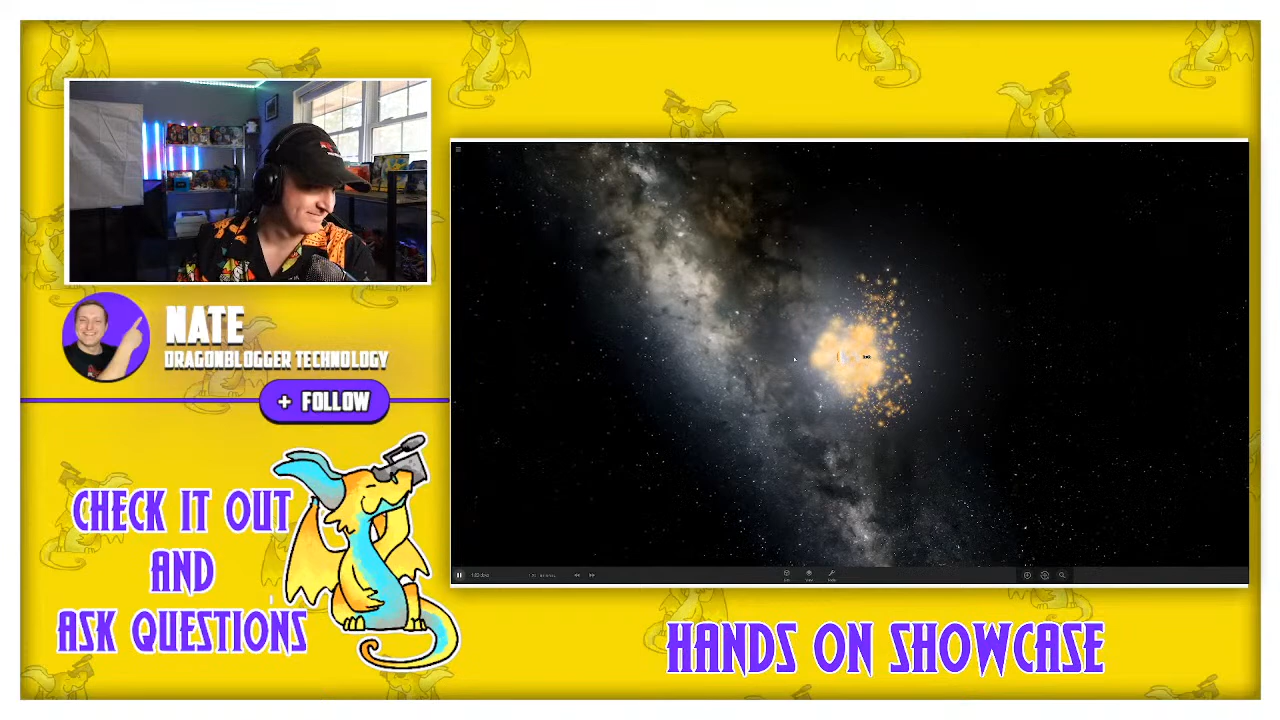 NATE
DRAGONBLOGGER TECHNOLOGY
+ FOLLOW
CHECK IT OUT
AND
ASK QUESTIONS
HANDS ON SHOWCASE